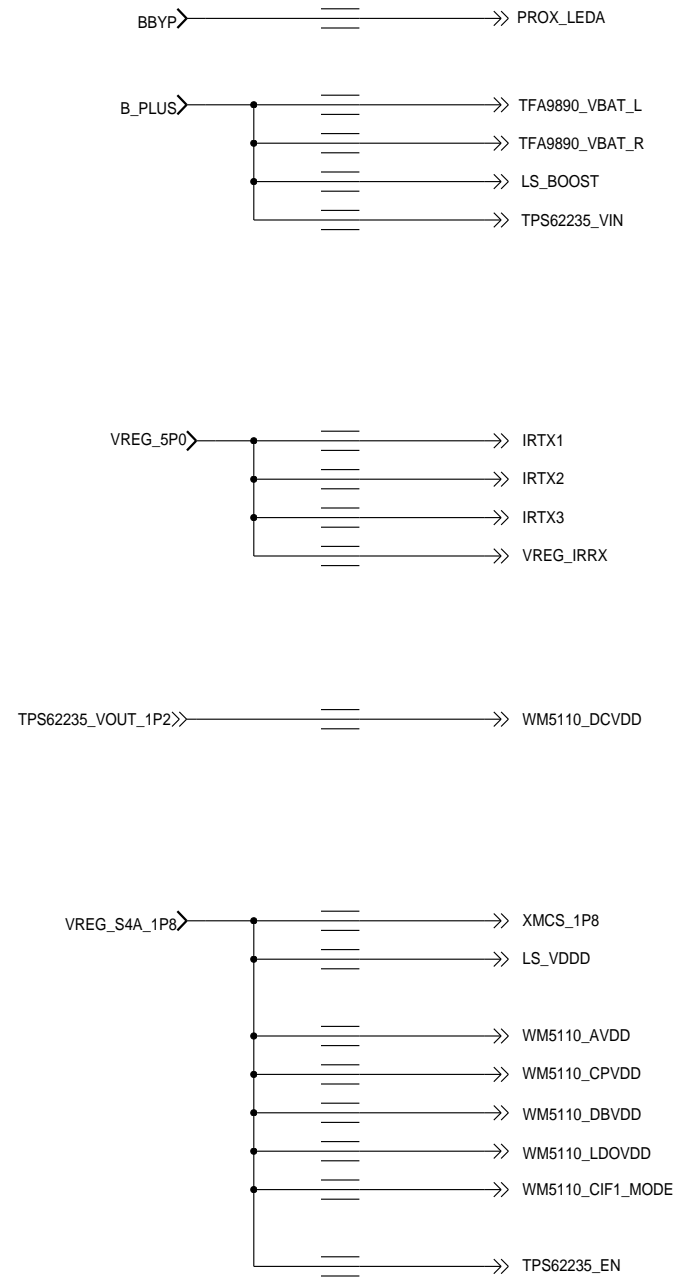 BBYP PROX_LEDA
B_PLUS TFA9890_VBAT_L
TFA9890_VBAT_R
LS_BOOST
TPS62235_VIN
VREG_5P0 IRTX1
IRTX2
IRTX3
VREG_IRRX
TPS62235_VOUT_1P2 WM5110_DCVDD
VREG_S4A_1P8 XMCS_1P8
LS_VDDD
WM5110_AVDD
WM5110_CPVDD
WM5110_DBVDD
WM5110_LDOVDD
WM5110_CIF1_MODE
TPS62235_EN